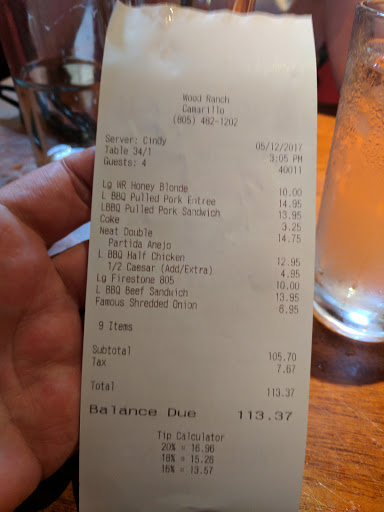 Wood Ranch
Camarillo
(805) 482-1202
Server: Cindy 05/12/2017
Table 34/1 3:05 PM
Guests: 4 40011
Lg WR Honey Blonde 10.00
L BBQ Pulled Pork Entree 14.95
LBBQ Pulled Pork Sandwich 13.95
Coke 3.25
Neat Double 14.75
Partida Anejo
L BBQ Half Chicken 12.95
1/2 Caesar (Add/Extra) 4.95
Lg Firestone 805 10.00
L BBQ Beef Sandwich 13.95
Famous Shredded Onion 6.95
9 Items
Subtotal 105.70
Tax 7.67
Total 113.37
Balance Due 113.37
Tip Calculator
20% = 16.96
18% = 15.26
16% = 13.57